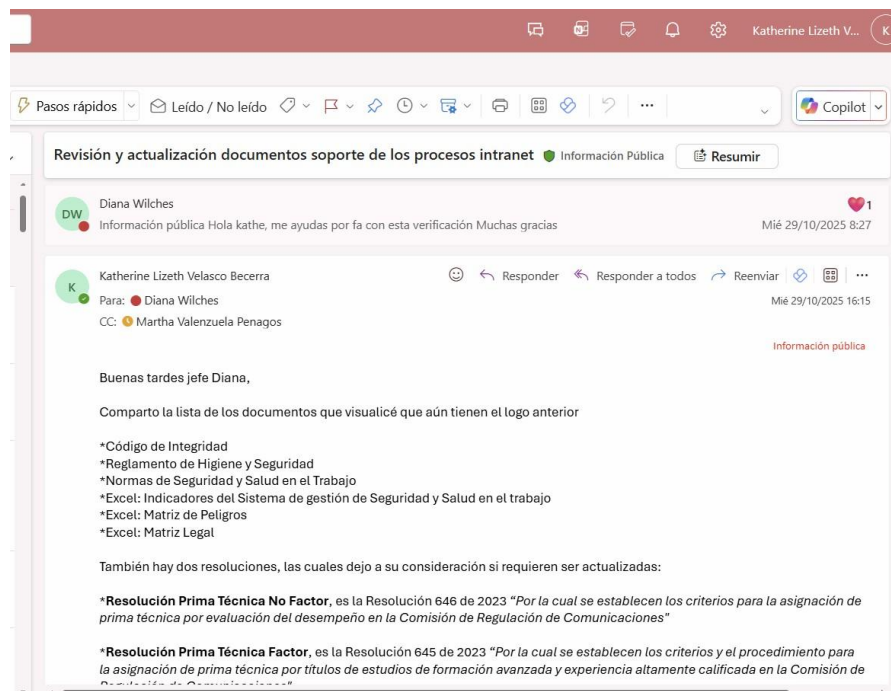 Katherine Lizeth V...
K
Pasos rápidos
Leído / No leído
...
Copilot
Revisión y actualización documentos soporte de los procesos intranet
Información Pública
Resumir
DW
Diana Wilches
1
Información pública Hola kathe, me ayudas por fa con esta verificación Muchas gracias
Mié 29/10/2025 8:27
K
Katherine Lizeth Velasco Becerra
Responder
Responder a todos
Reenviar
...
Para: Diana Wilches
Mié 29/10/2025 16:15
CC: Martha Valenzuela Penagos
Información pública
Buenas tardes jefe Diana,
Comparto la lista de los documentos que visualicé que aún tienen el logo anterior
*Código de Integridad
*Reglamento de Higiene y Seguridad
*Normas de Seguridad y Salud en el Trabajo
*Excel: Indicadores del Sistema de gestión de Seguridad y Salud en el trabajo
*Excel: Matriz de Peligros
*Excel: Matriz Legal
También hay dos resoluciones, las cuales dejo a su consideración si requieren ser actualizadas:
*Resolución Prima Técnica No Factor, es la Resolución 646 de 2023 “Por la cual se establecen los criterios para la asignación de
prima técnica por evaluación del desempeño en la Comisión de Regulación de Comunicaciones"
*Resolución Prima Técnica Factor, es la Resolución 645 de 2023 “Por la cual se establecen los criterios y el procedimiento para
la asignación de prima técnica por títulos de estudios de formación avanzada y experiencia altamente calificada en la Comisión de
Regulación de Comunicaciones"